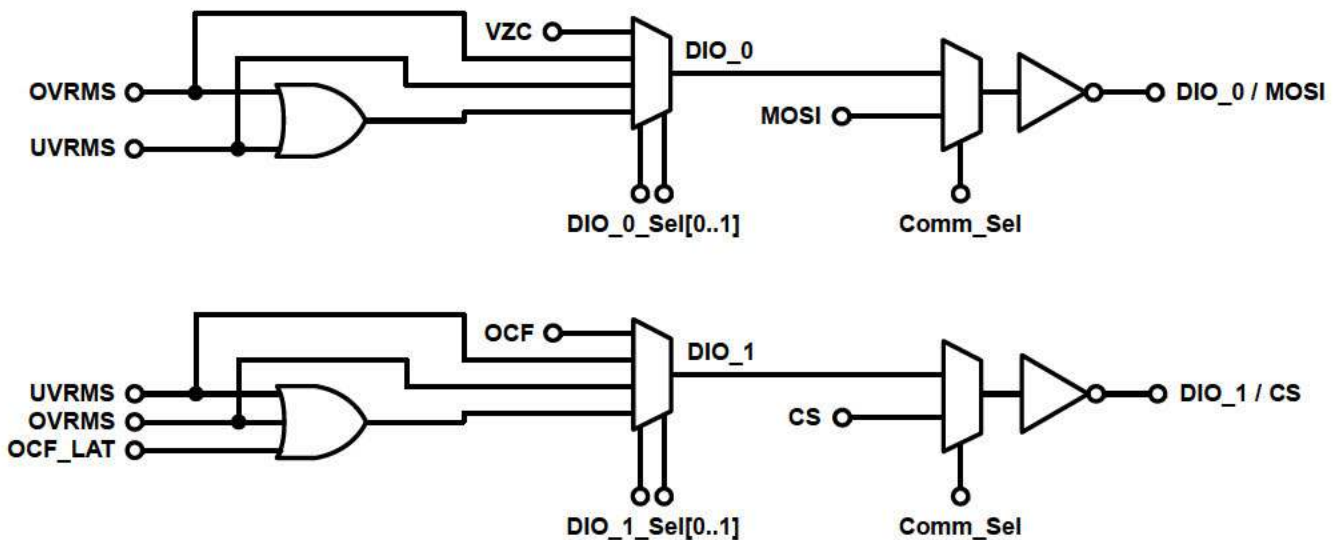 VZC
DIO_0
OVRMS
DIO_0 / MOSI
MOSI
UVRMS
DIO_0_Sel[0..1]
Comm_Sel
OCF
DIO_1
UVRMS
DIO_1 / CS
OVRMS
CS
OCF_LAT
DIO_1_Sel[0..1]
Comm_Sel